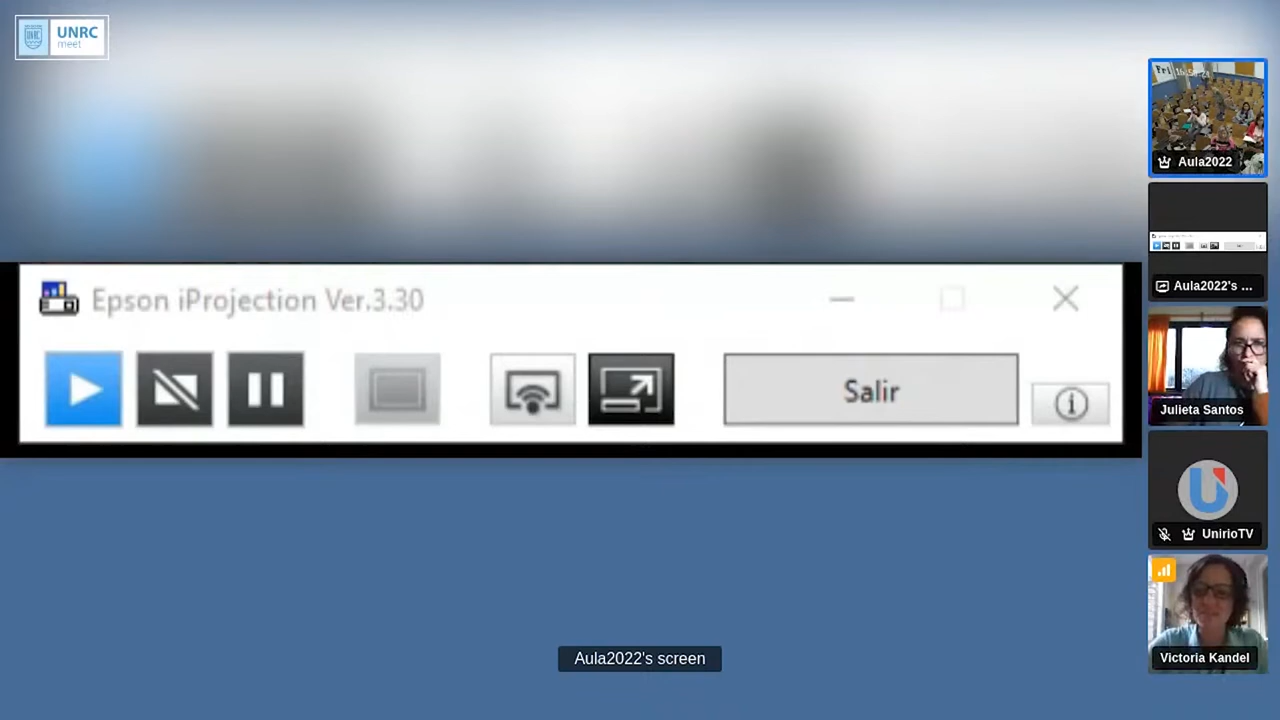 UNRC
meet
Epson iProjection Ver.3.30
Salir
Aula2022
Aula2022's ...
Julieta Santos
UnirioTV
Victoria Kandel
Aula2022's screen